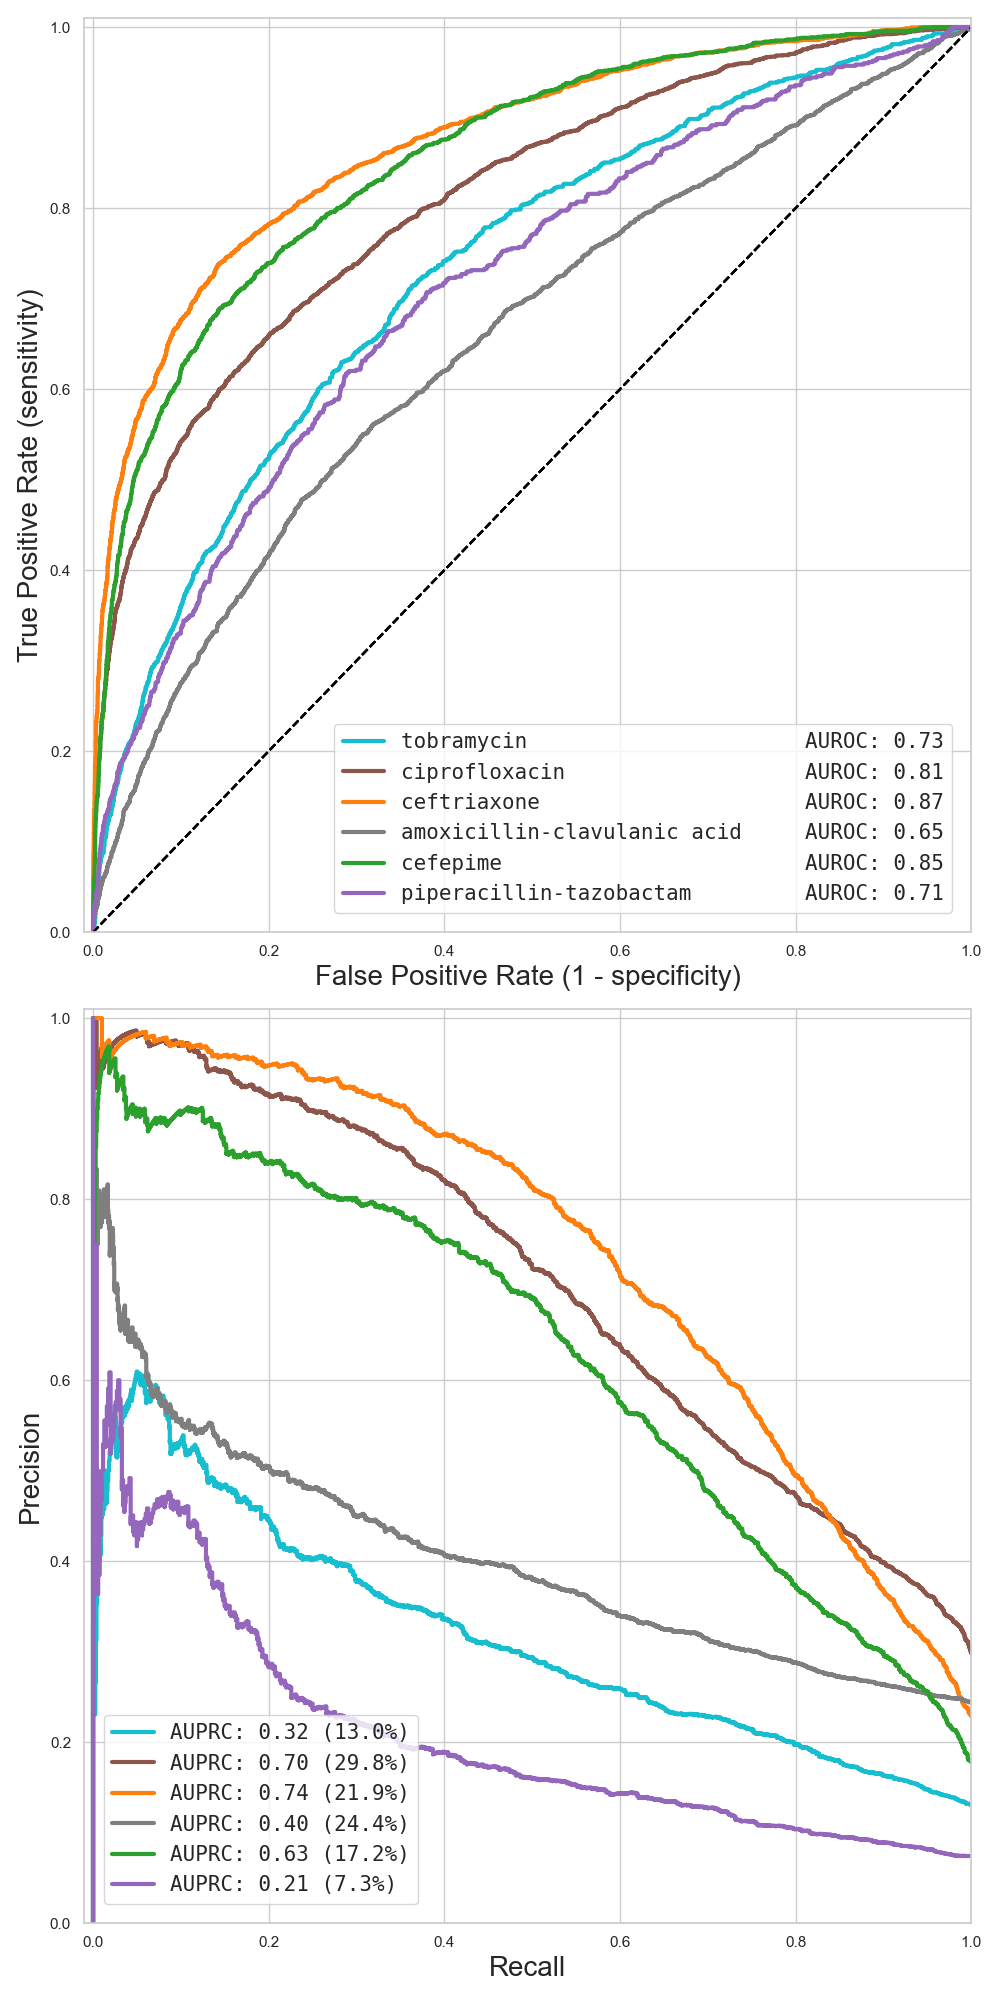 1.0
0.8
0.6
0.4
0.2
0.0
True Positive Rate (sensitivity)
tobramycin AUROC: 0.73
ciprofloxacin AUROC: 0.81
ceftriaxone AUROC: 0.87
amoxicillin-clavulanic acid AUROC: 0.65
cefepime AUROC: 0.85
piperacillin-tazobactam AUROC: 0.71
0.0 0.2 0.4 0.6 0.8 1.0
False Positive Rate (1 - specificity)
1.0
0.8
0.6
0.4
0.2
0.0
Precision
AUPRC: 0.32 (13.0%)
AUPRC: 0.70 (29.8%)
AUPRC: 0.74 (21.9%)
AUPRC: 0.40 (24.4%)
AUPRC: 0.63 (17.2%)
AUPRC: 0.21 (7.3%)
0.0 0.2 0.4 0.6 0.8 1.0
Recall